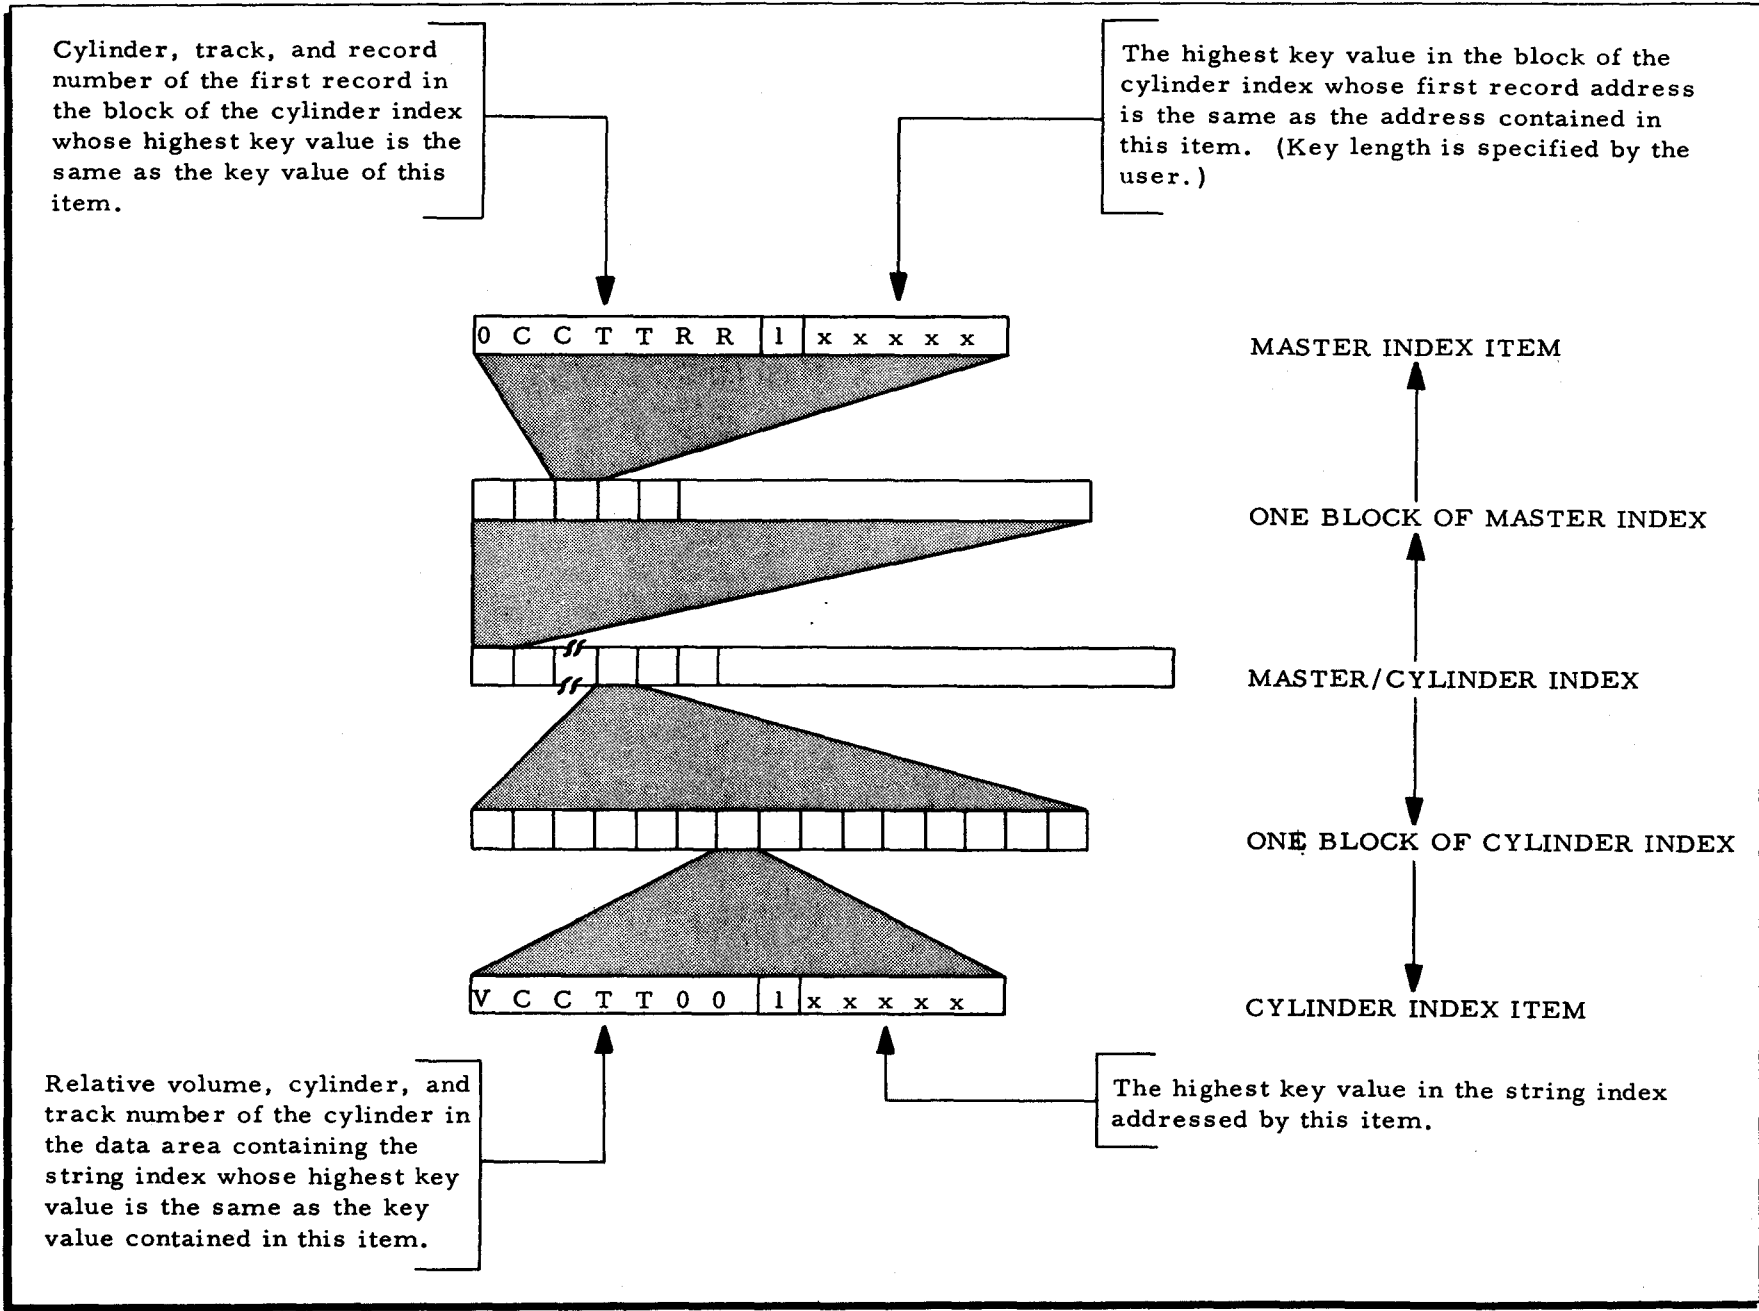 Cylinder, track, and record
number of the first record in
the block of the cylinder index
whose highest key value is the
same as the key value of this
item.
The highest key value in the block of the
cylinder index whose first record address
is the same as the address contained in
this item. (Key length is specified by the
user.)
0 C C T T R R 1 x x x x x
MASTER INDEX ITEM
ONE BLOCK OF MASTER INDEX
MASTER/CYLINDER INDEX
ONE BLOCK OF CYLINDER INDEX
V C C T T 0 0 1 x x x x x
CYLINDER INDEX ITEM
Relative volume, cylinder, and
track number of the cylinder in
the data area containing the
string index whose highest key
value is the same as the key
value contained in this item.
The highest key value in the string index
addressed by this item.